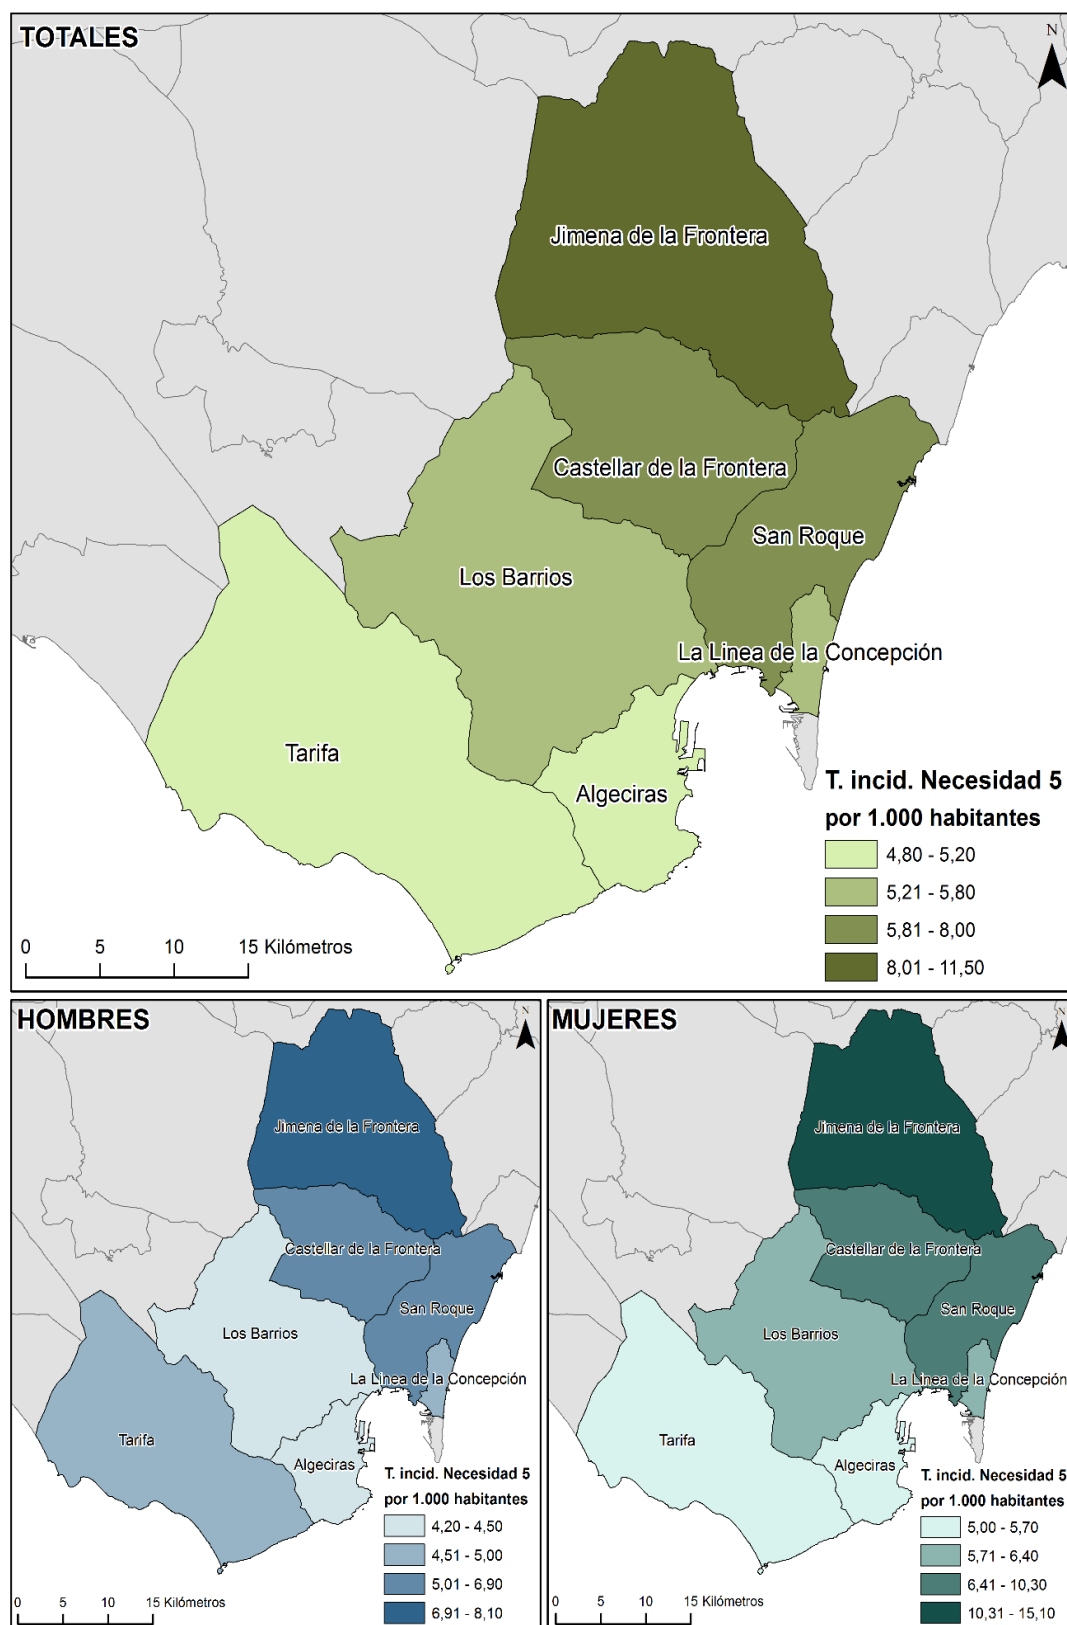 TOTALES
N
Jimena de la Frontera
Castellar de la Frontera
San Roque
Los Barrios
La Linea de la Concepción
Tarifa
Algeciras
T. incid. Necesidad 5
por 1.000 habitantes
4,80 - 5,20
5,21 - 5,80
5,81 - 8,00
8,01 - 11,50
0 5 10 15 Kilómetros
HOMBRES
N
Jimena de la Frontera
Castellar de la Frontera
San Roque
Los Barrios
La Linea de la Concepción
Tarifa
Algeciras
T. incid. Necesidad 5
por 1.000 habitantes
4,20 - 4,50
4,51 - 5,00
5,01 - 6,90
6,91 - 8,10
0 5 10 15 Kilómetros
MUJERES
N
Jimena de la Frontera
Castellar de la Frontera
San Roque
Los Barrios
La Linea de la Concepción
Tarifa
Algeciras
T. incid. Necesidad 5
por 1.000 habitantes
5,00 - 5,70
5,71 - 6,40
6,41 - 10,30
10,31 - 15,10
0 5 10 15 Kilómetros